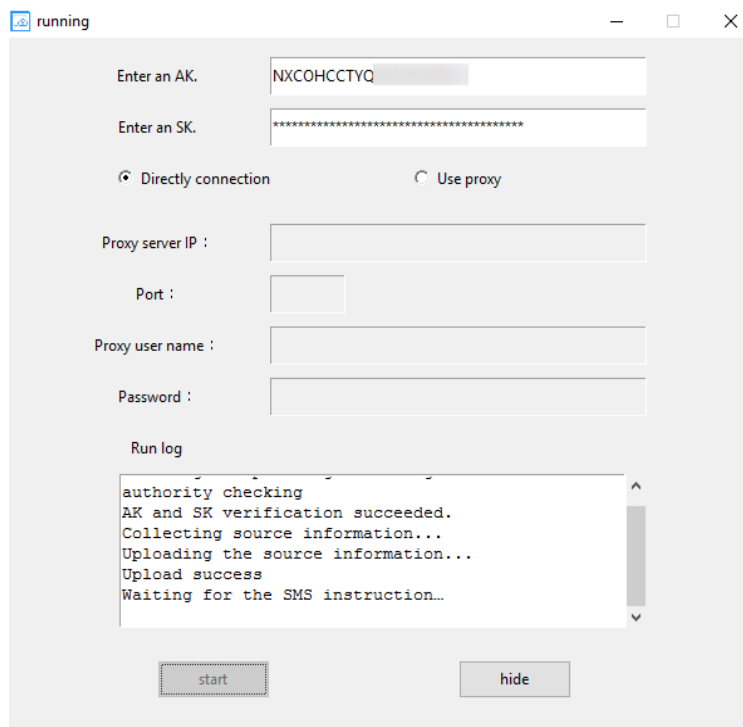 running
Enter an AK.
NXCOHCCTYQ
Enter an SK.
****************************************
Directly connection
Use proxy
Proxy server IP：
Port：
Proxy user name：
Password：
Run log
authority checking
AK and SK verification succeeded.
Collecting source information...
Uploading the source information...
Upload success
Waiting for the SMS instruction…
start
hide